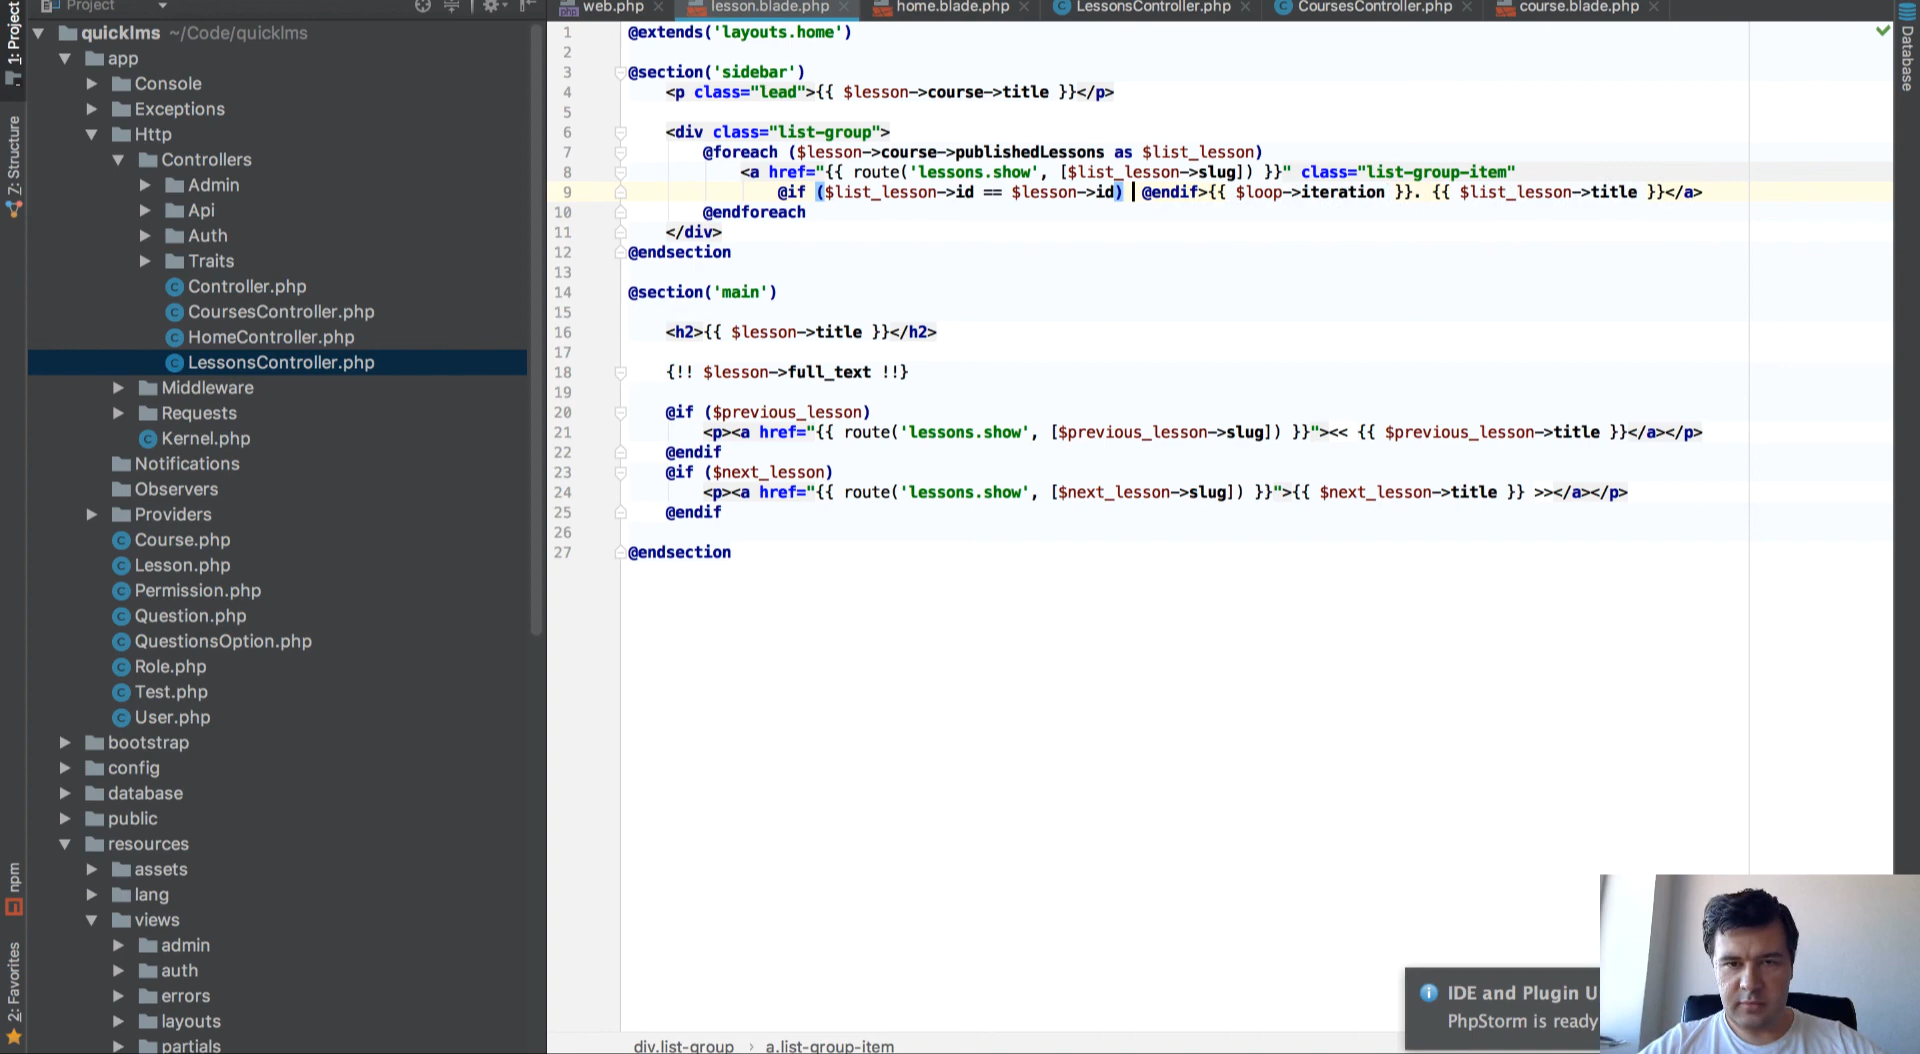 Project
web.php
lesson.blade.php
home.blade.php
LessonsController.php
CoursesController.php
course.blade.php
1: Project
Z: Structure
npm
2: Favorites
Database
quicklms ~/Code/quicklms
app
Console
Exceptions
Http
Controllers
Admin
Api
Auth
Traits
Controller.php
CoursesController.php
HomeController.php
LessonsController.php
Middleware
Requests
Kernel.php
Notifications
Observers
Providers
Course.php
Lesson.php
Permission.php
Question.php
QuestionsOption.php
Role.php
Test.php
User.php
bootstrap
config
database
public
resources
assets
lang
views
admin
auth
errors
layouts
partials
1 @extends('layouts.home')
2
3 @section('sidebar')
4 <p class="lead">{{ $lesson->course->title }}</p>
5
6 <div class="list-group">
7 @foreach ($lesson->course->publishedLessons as $list_lesson)
8 <a href="{{ route('lessons.show', [$list_lesson->slug]) }}" class="list-group-item"
9 @if ($list_lesson->id == $lesson->id) @endif>{{ $loop->iteration }}. {{ $list_lesson->title }}</a>
10 @endforeach
11 </div>
12 @endsection
13
14 @section('main')
15
16 <h2>{{ $lesson->title }}</h2>
17
18 {!! $lesson->full_text !!}
19
20 @if ($previous_lesson)
21 <p><a href="{{ route('lessons.show', [$previous_lesson->slug]) }}"><< {{ $previous_lesson->title }}</a></p>
22 @endif
23 @if ($next_lesson)
24 <p><a href="{{ route('lessons.show', [$next_lesson->slug]) }}">{{ $next_lesson->title }} >></a></p>
25 @endif
26
27 @endsection
IDE and Plugin U
PhpStorm is ready
div.list-group › a.list-group-item